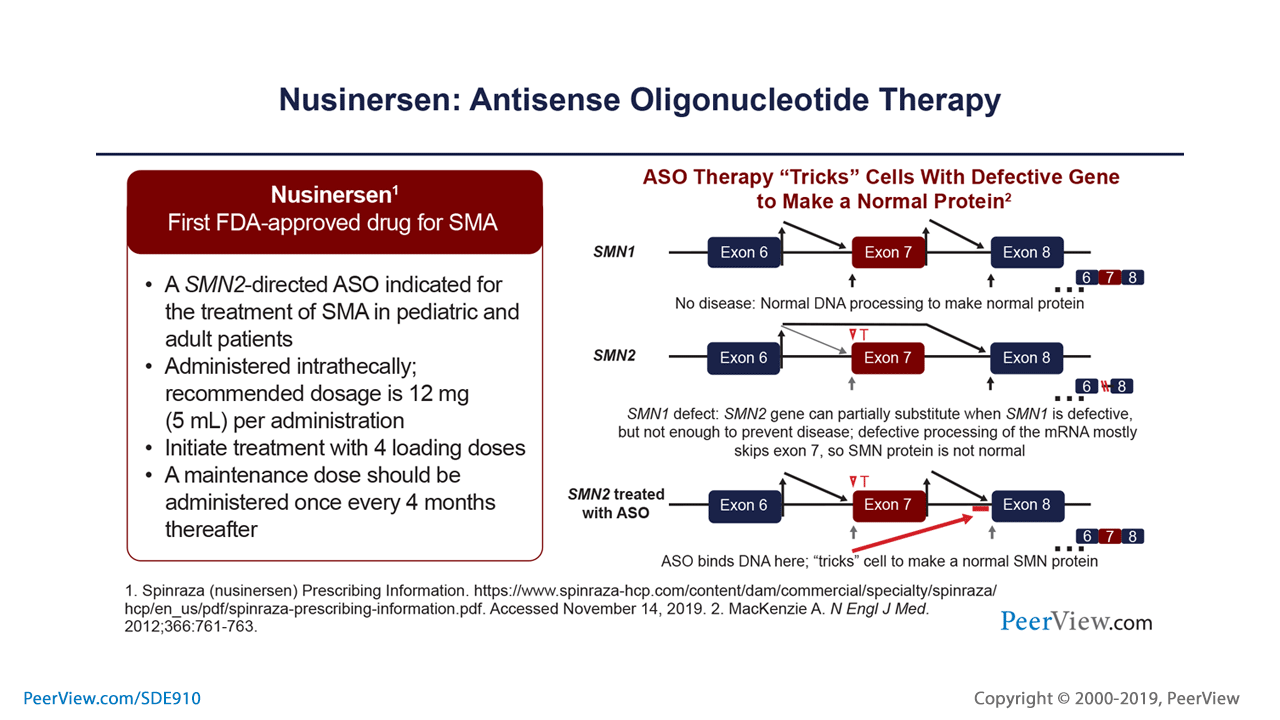 Nusinersen: Antisense Oligonucleotide Therapy
Nusinersen¹
First FDA-approved drug for SMA
• A SMN2-directed ASO indicated for
the treatment of SMA in pediatric and
adult patients
• Administered intrathecally;
recommended dosage is 12 mg
(5 mL) per administration
• Initiate treatment with 4 loading doses
• A maintenance dose should be
administered once every 4 months
thereafter
ASO Therapy “Tricks” Cells With Defective Gene
to Make a Normal Protein²
SMN1
Exon 6
Exon 7
Exon 8
6 7 8
No disease: Normal DNA processing to make normal protein
T
SMN2
Exon 6
Exon 7
Exon 8
6 8
SMN1 defect: SMN2 gene can partially substitute when SMN1 is defective,
but not enough to prevent disease; defective processing of the mRNA mostly
skips exon 7, so SMN protein is not normal
T
SMN2 treated
with ASO
Exon 6
Exon 7
Exon 8
6 7 8
ASO binds DNA here; “tricks” cell to make a normal SMN protein
1. Spinraza (nusinersen) Prescribing Information. https://www.spinraza-hcp.com/content/dam/commercial/specialty/spinraza/
hcp/en_us/pdf/spinraza-prescribing-information.pdf. Accessed November 14, 2019. 2. MacKenzie A. N Engl J Med.
2012;366:761-763.
PeerView.com
PeerView.com/SDE910
Copyright © 2000-2019, PeerView